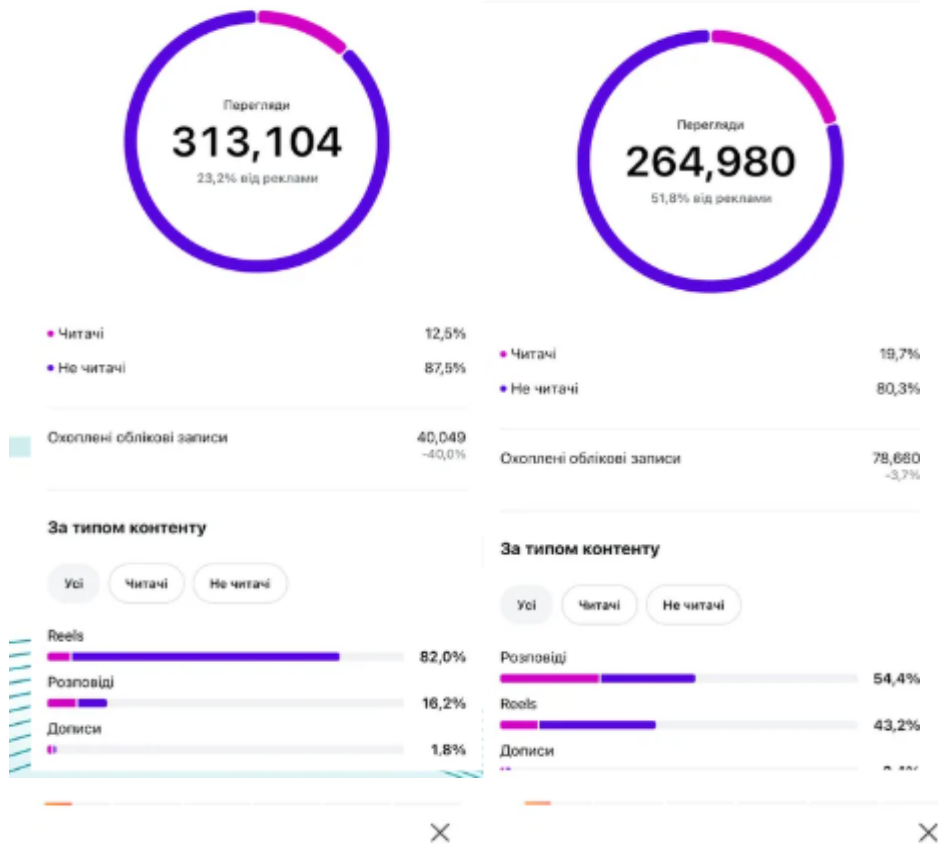 Перегляди
313,104
23,2% від реклами
Читачі 12,5%
Не читачі 87,5%
Охоплені облікові записи 40,049
-40,0%
За типом контенту
Усі Читачі Не читачі
Reels
82,0%
Розповіді
16,2%
Дописи
1,8%
Перегляди
264,980
51,8% від реклами
Читачі 19,7%
Не читачі 80,3%
Охоплені облікові записи 78,660
-3,7%
За типом контенту
Усі Читачі Не читачі
Розповіді
54,4%
Reels
43,2%
Дописи